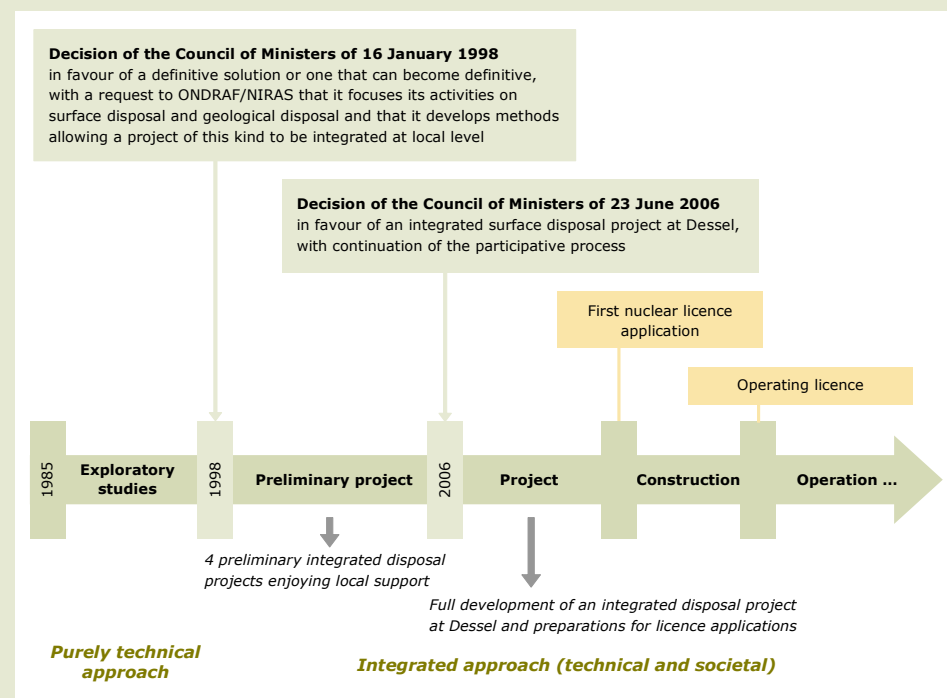 Decision of the Council of Ministers of 16 January 1998
in favour of a definitive solution or one that can become definitive,
with a request to ONDRAF/NIRAS that it focuses its activities on
surface disposal and geological disposal and that it develops methods
allowing a project of this kind to be integrated at local level
Decision of the Council of Ministers of 23 June 2006
in favour of an integrated surface disposal project at Dessel,
with continuation of the participative process
First nuclear licence
application
Operating licence
1985
Exploratory
studies
1998
Preliminary project
2006
Project
Construction
Operation ...
4 preliminary integrated disposal
projects enjoying local support
Full development of an integrated disposal project
at Dessel and preparations for licence applications
Purely technical
approach
Integrated approach (technical and societal)